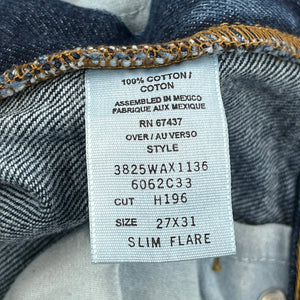 100% COTTON/
COTON
ASSEMBLED IN MEXICO
FABRIQUE AUX MEXIQUE
RN 67437
OVER/AU VERSO
STYLE
3825WAX1136
6062C33
CUT H196
SIZE 27X31
SLIM FLARE